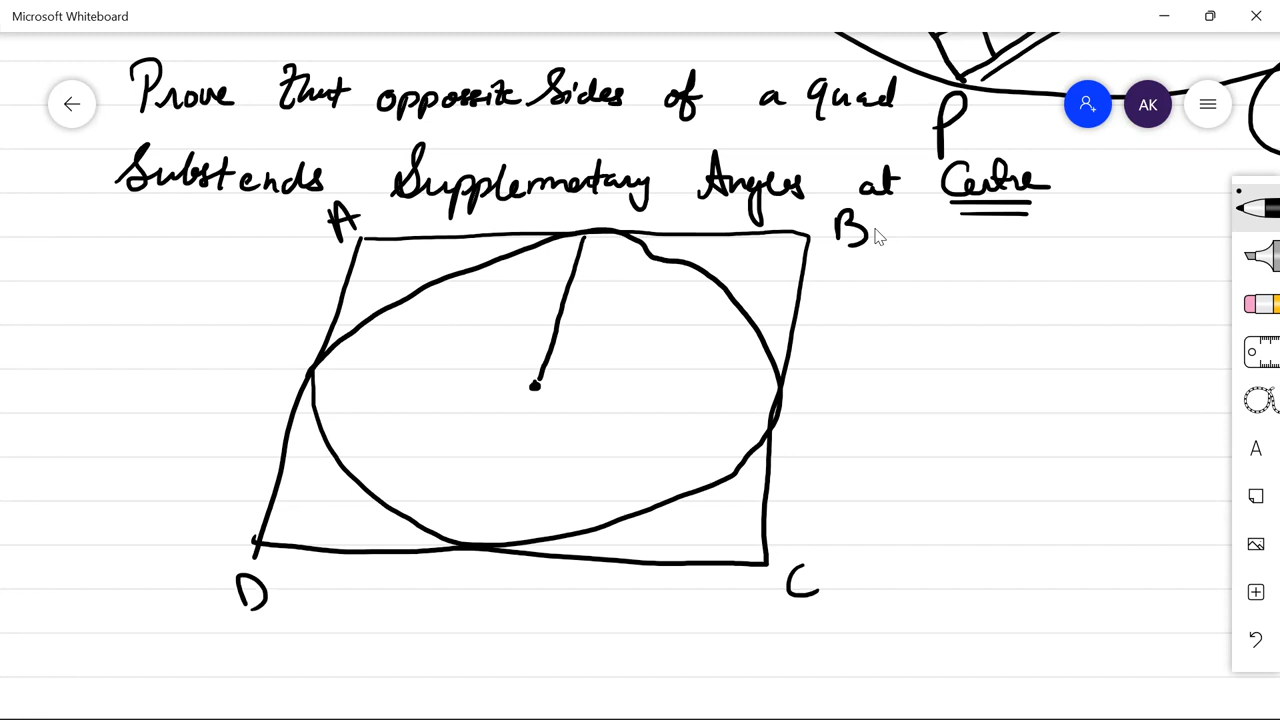 Microsoft Whiteboard
Prove that opposite Sides of a quad
Substends Supplementary Angles at Centre
P
AK
A
B
D
C
A